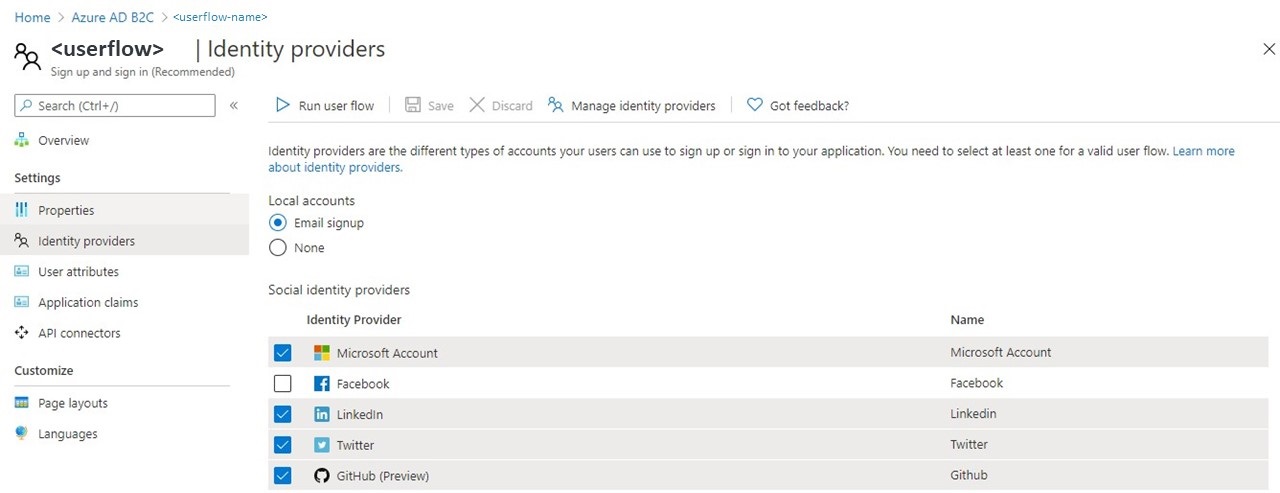 Home > Azure AD B2C > <userflow-name>
<userflow> | Identity providers
Sign up and sign in (Recommended)
Search (Ctrl+/) «
Run user flow Save Discard Manage identity providers Got feedback?
Overview
Settings
Properties
Identity providers
User attributes
Application claims
API connectors
Customize
Page layouts
Languages
Identity providers are the different types of accounts your users can use to sign up or sign in to your application. You need to select at least one for a valid user flow. Learn more
about identity providers.
Local accounts
Email signup
None
Social identity providers
Identity Provider Name
Microsoft Account Microsoft Account
Facebook Facebook
LinkedIn Linkedin
Twitter Twitter
GitHub (Preview) Github